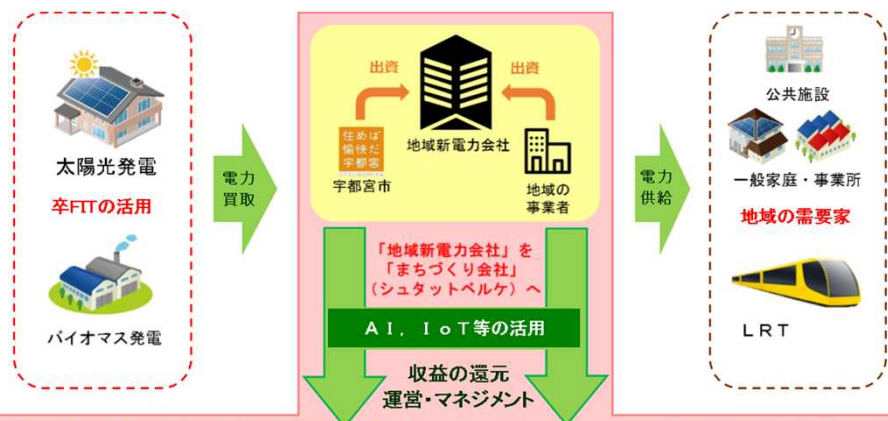 太陽光発電
卒FITの活用
バイオマス発電
電力
買取
出資
出資
地域新電力会社
住めば
愉快だ
宇都宮
UTSUNOMIYA
宇都宮市
地域の
事業者
「地域新電力会社」を
「まちづくり会社」
(シュタットベルケ)へ
AI,IoT等の活用
収益の還元
運営・マネジメント
電力
供給
公共施設
一般家庭・事業所
地域の需要家
LRT